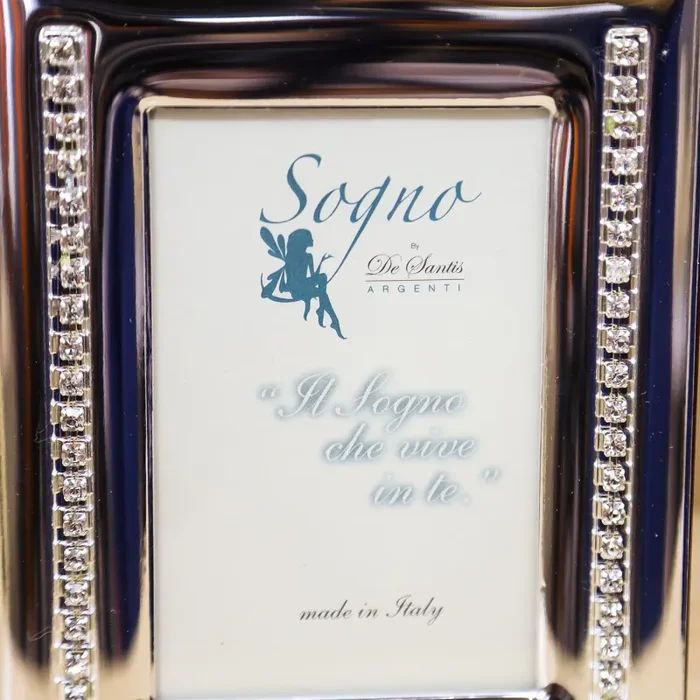 Sogno
By
De Santis
ARGENTI
“Il Sogno
che vive
in te.”
made in Italy